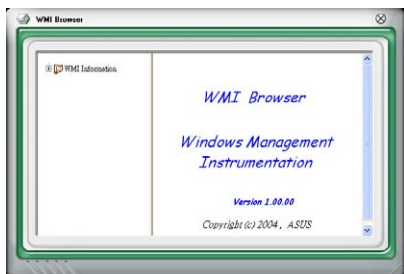 WMI Browser
WMI Information
WMI Browser
Windows Management
Instrumentation
Version 1.00.00
Copyright (c) 2004, ASUS